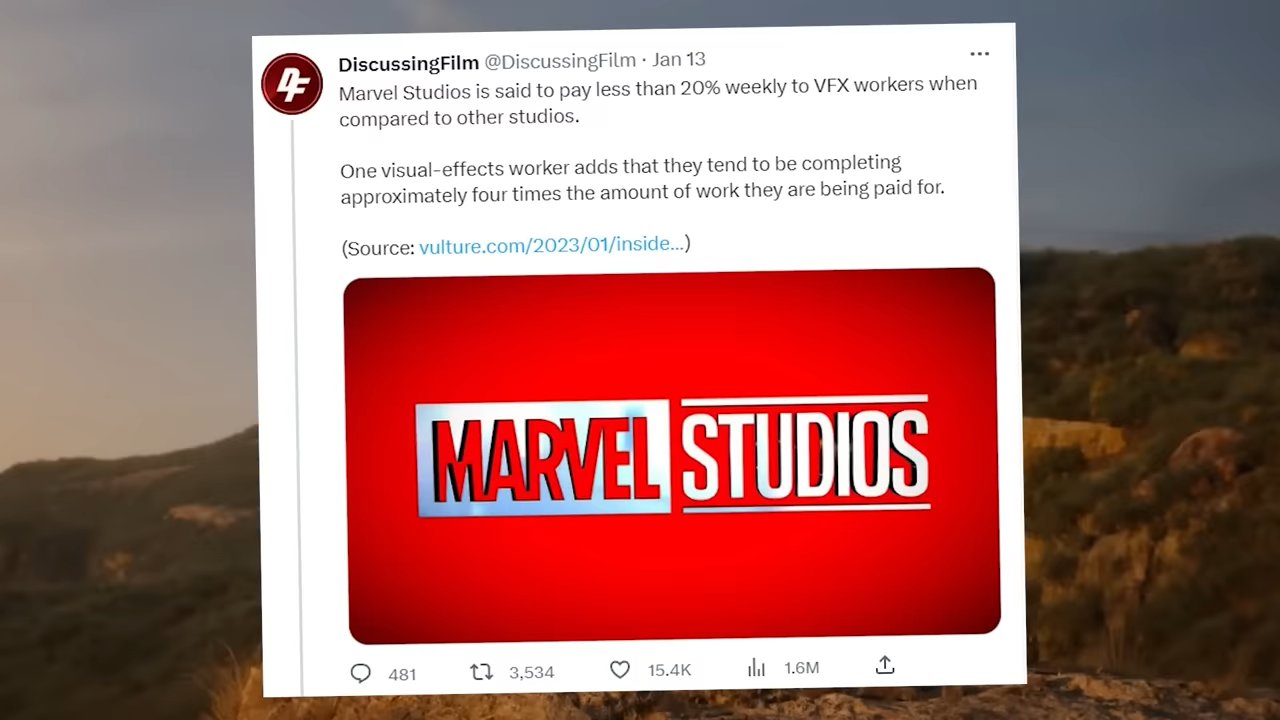 DF
DiscussingFilm @DiscussingFilm · Jan 13
Marvel Studios is said to pay less than 20% weekly to VFX workers when
compared to other studios.
One visual-effects worker adds that they tend to be completing
approximately four times the amount of work they are being paid for.
(Source: vulture.com/2023/01/inside...)
MARVEL STUDIOS
481 3,534 15.4K 1.6M